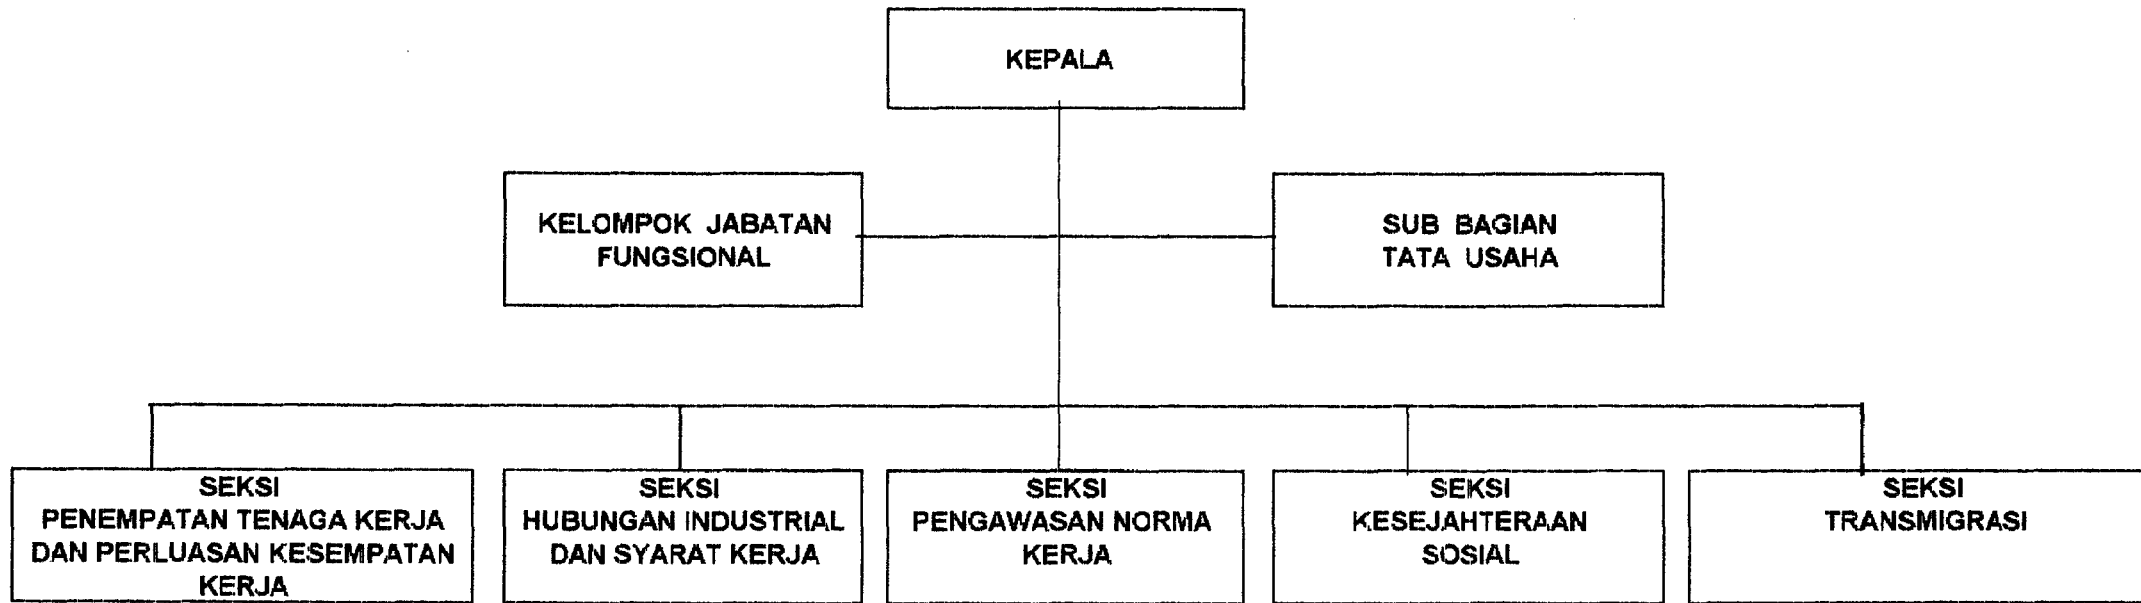 KEPALA
KELOMPOK JABATAN
FUNGSIONAL
SUB BAGIAN
TATA USAHA
SEKSI
PENEMPATAN TENAGA KERJA
DAN PERLUASAN KESEMPATAN
KERJA
SEKSI
HUBUNGAN INDUSTRIAL
DAN SYARAT KERJA
SEKSI
PENGAWASAN NORMA
KERJA
SEKSI
KESEJAHTERAAN
SOSIAL
SEKSI
TRANSMIGRASI